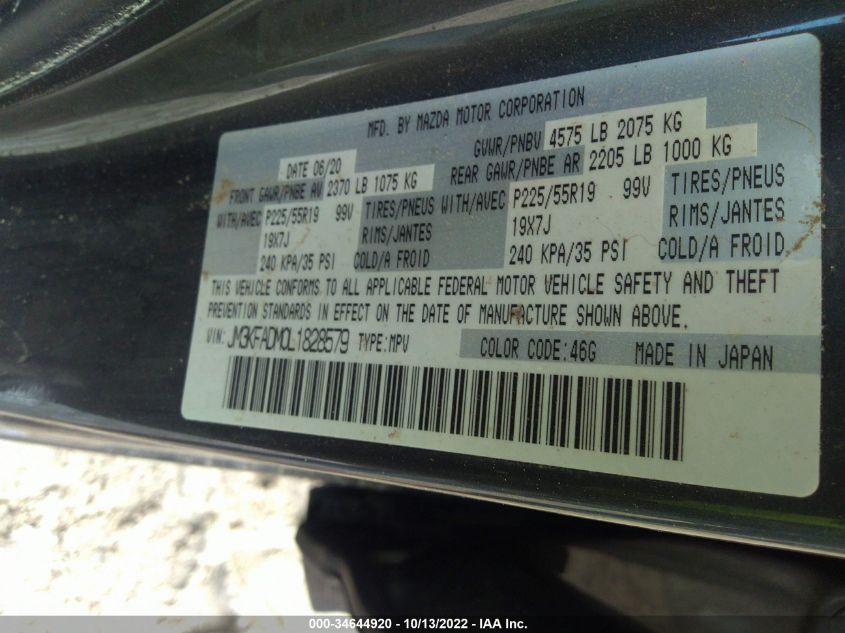 MFD. BY MAZDA MOTOR CORPORATION
DATE 06/20 GVWR/PNBV 4575 LB 2075 KG
FRONT GAWR/PNBE AV 2370 LB 1075 KG REAR GAWR/PNBE AR 2205 LB 1000 KG
WITH/AVEC P225/55R19 99V TIRES/PNEUS WITH/AVEC P225/55R19 99V TIRES/PNEUS
19X7J RIMS/JANTES 19X7J RIMS/JANTES
240 KPA/35 PSI COLD/A FROID 240 KPA/35 PSI COLD/A FROID
THIS VEHICLE CONFORMS TO ALL APPLICABLE FEDERAL MOTOR VEHICLE SAFETY AND THEFT
PREVENTION STANDARDS IN EFFECT ON THE DATE OF MANUFACTURE SHOWN ABOVE.
VIN: JM3KFADM0L1828579 TYPE:MPV COLOR CODE:46G MADE IN JAPAN
000-34644920 - 10/13/2022 - IAA Inc.